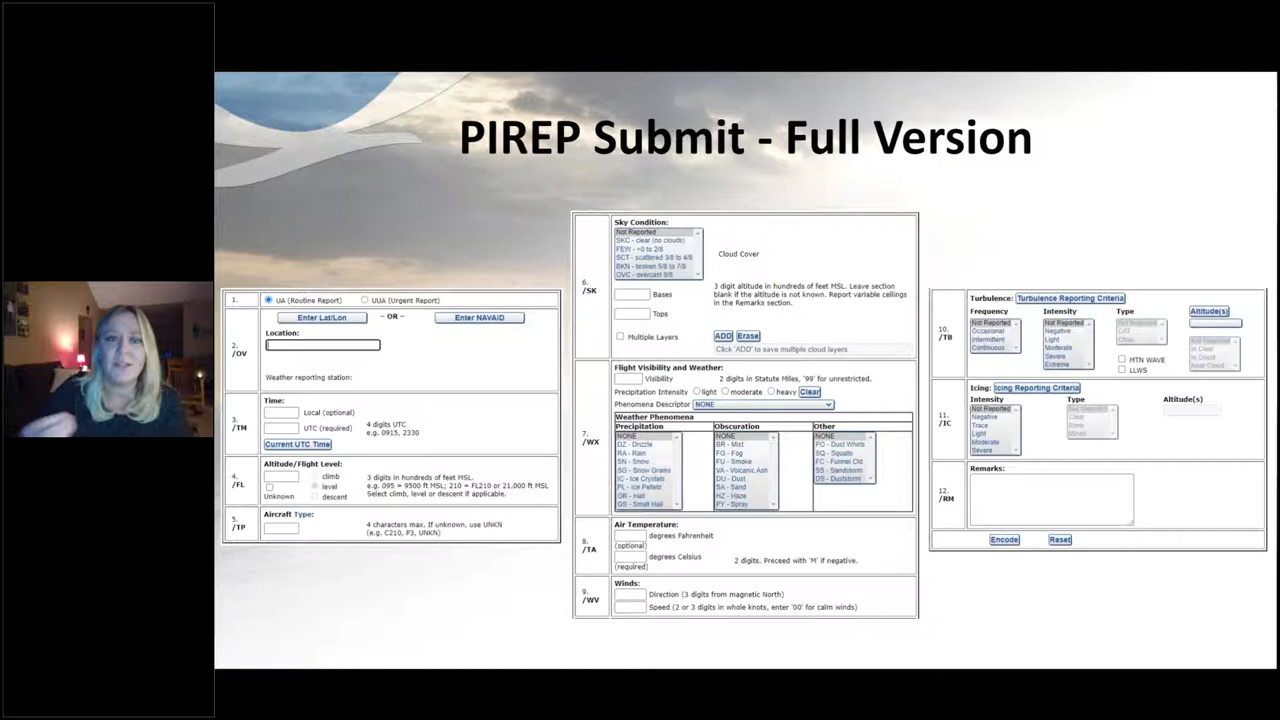 PIREP Submit - Full Version
1.
UA (Routine Report)
UUA (Urgent Report)
2.
/OV
Enter Lat/Lon
- OR -
Enter NAVAID
Location:
Weather reporting station:
3.
/TM
Time:
Local (optional)
UTC (required)
4 digits UTC
e.g. 0915, 2330
Current UTC Time
4.
/FL
Altitude/Flight Level:
climb
level
descent
Unknown
3 digits in hundreds of feet MSL.
e.g. 095 = 9500 ft MSL; 210 = FL210 or 21,000 ft MSL
Select climb, level or descent if applicable.
5.
/TP
Aircraft Type:
4 characters max. If unknown, use UNKN
(e.g. C210, P3, UNKN)
6.
/SK
Sky Condition:
Not Reported
SKC - clear (no clouds)
FEW - >0 to 2/8
SCT - scattered 3/8 to 4/8
BKN - broken 5/8 to 7/8
OVC - overcast 8/8
Cloud Cover
Bases
Tops
3 digit altitude in hundreds of feet MSL. Leave section
blank if the altitude is not known. Report variable ceilings
in the Remarks section.
Multiple Layers
ADD
Erase
Click 'ADD' to save multiple cloud layers
7.
/WX
Flight Visibility and Weather:
Visibility
2 digits in Statute Miles, '99' for unrestricted.
Precipitation Intensity
light
moderate
heavy
Clear
Phenomena Descriptor
NONE
Weather Phenomena
Precipitation
NONE
DZ - Drizzle
RA - Rain
SN - Snow
SG - Snow Grains
IC - Ice Crystals
PL - Ice Pellets
GR - Hail
GS - Small Hail
Obscuration
NONE
BR - Mist
FG - Fog
FU - Smoke
VA - Volcanic Ash
DU - Dust
SA - Sand
HZ - Haze
PY - Spray
Other
NONE
PO - Dust Whirls
SQ - Squalls
FC - Funnel Cld
SS - Sandstorm
DS - Duststorm
8.
/TA
Air Temperature:
degrees Fahrenheit
(optional)
degrees Celsius
(required)
2 digits. Preceed with 'M' if negative.
9.
/WV
Winds:
Direction (3 digits from magnetic North)
Speed (2 or 3 digits in whole knots, enter '00' for calm winds)
10.
/TB
Turbulence:
Turbulence Reporting Criteria
Frequency
Not Reported
Occasional
Intermittent
Continuous
Intensity
Not Reported
Negative
Light
Moderate
Severe
Extreme
Type
Not Reported
CAT
Chop
MTN WAVE
LLWS
Altitude(s)
Not Reported
In Clear
In Cloud
Near Cloud
11.
/IC
Icing:
Icing Reporting Criteria
Intensity
Not Reported
Negative
Trace
Light
Moderate
Severe
Type
Not Reported
Clear
Rime
Mixed
Altitude(s)
12.
/RM
Remarks:
Encode
Reset